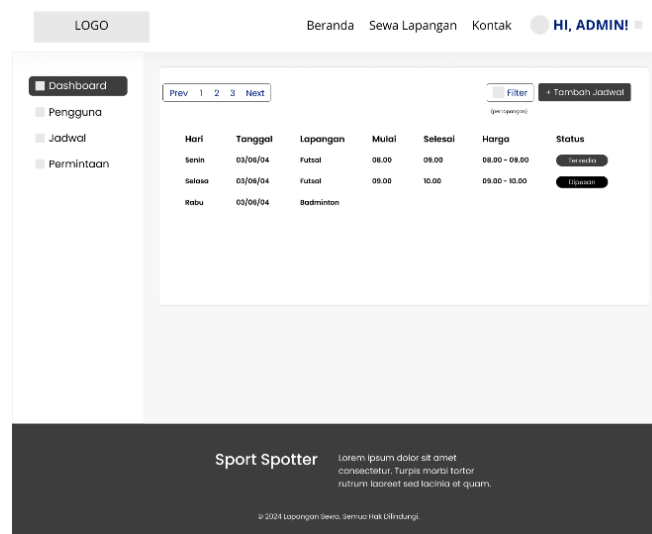 LOGO
Beranda Sewa Lapangan Kontak HI, ADMIN!
Dashboard
Pengguna
Jadwal
Permintaan
Prev 1 2 3 Next
Filter
+ Tambah Jadwal
(per lapangan)
Hari Tanggal Lapangan Mulai Selesai Harga Status
Senin 03/06/04 Futsal 08.00 09.00 08.00 - 09.00 Tersedia
Selasa 03/06/04 Futsal 09.00 10.00 09.00 - 10.00 Dipesan
Rabu 03/06/04 Badminton
Sport Spotter
Lorem ipsum dolor sit amet
consectetur. Turpis morbi tortor
rutrum laoreet sed lacinia et quam.
© 2024 Lapangan Sewa. Semua Hak Dilindungi.